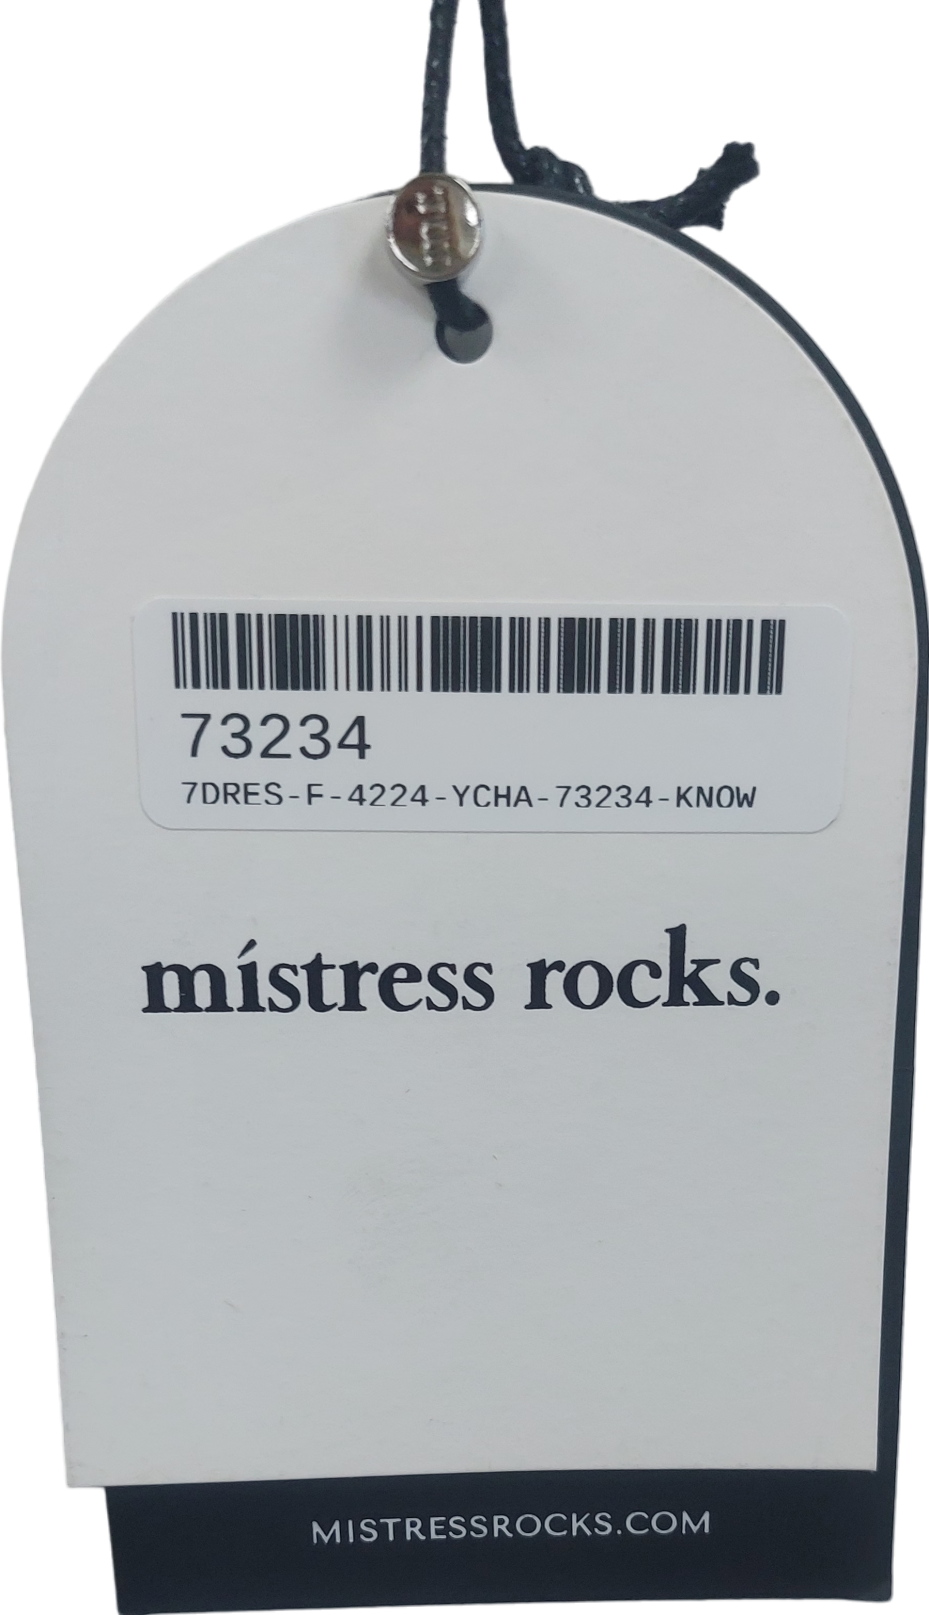 73234
7DRES-F-4224-YCHA-73234-KNOW
místress rocks.
MISTRESSROCKS.COM